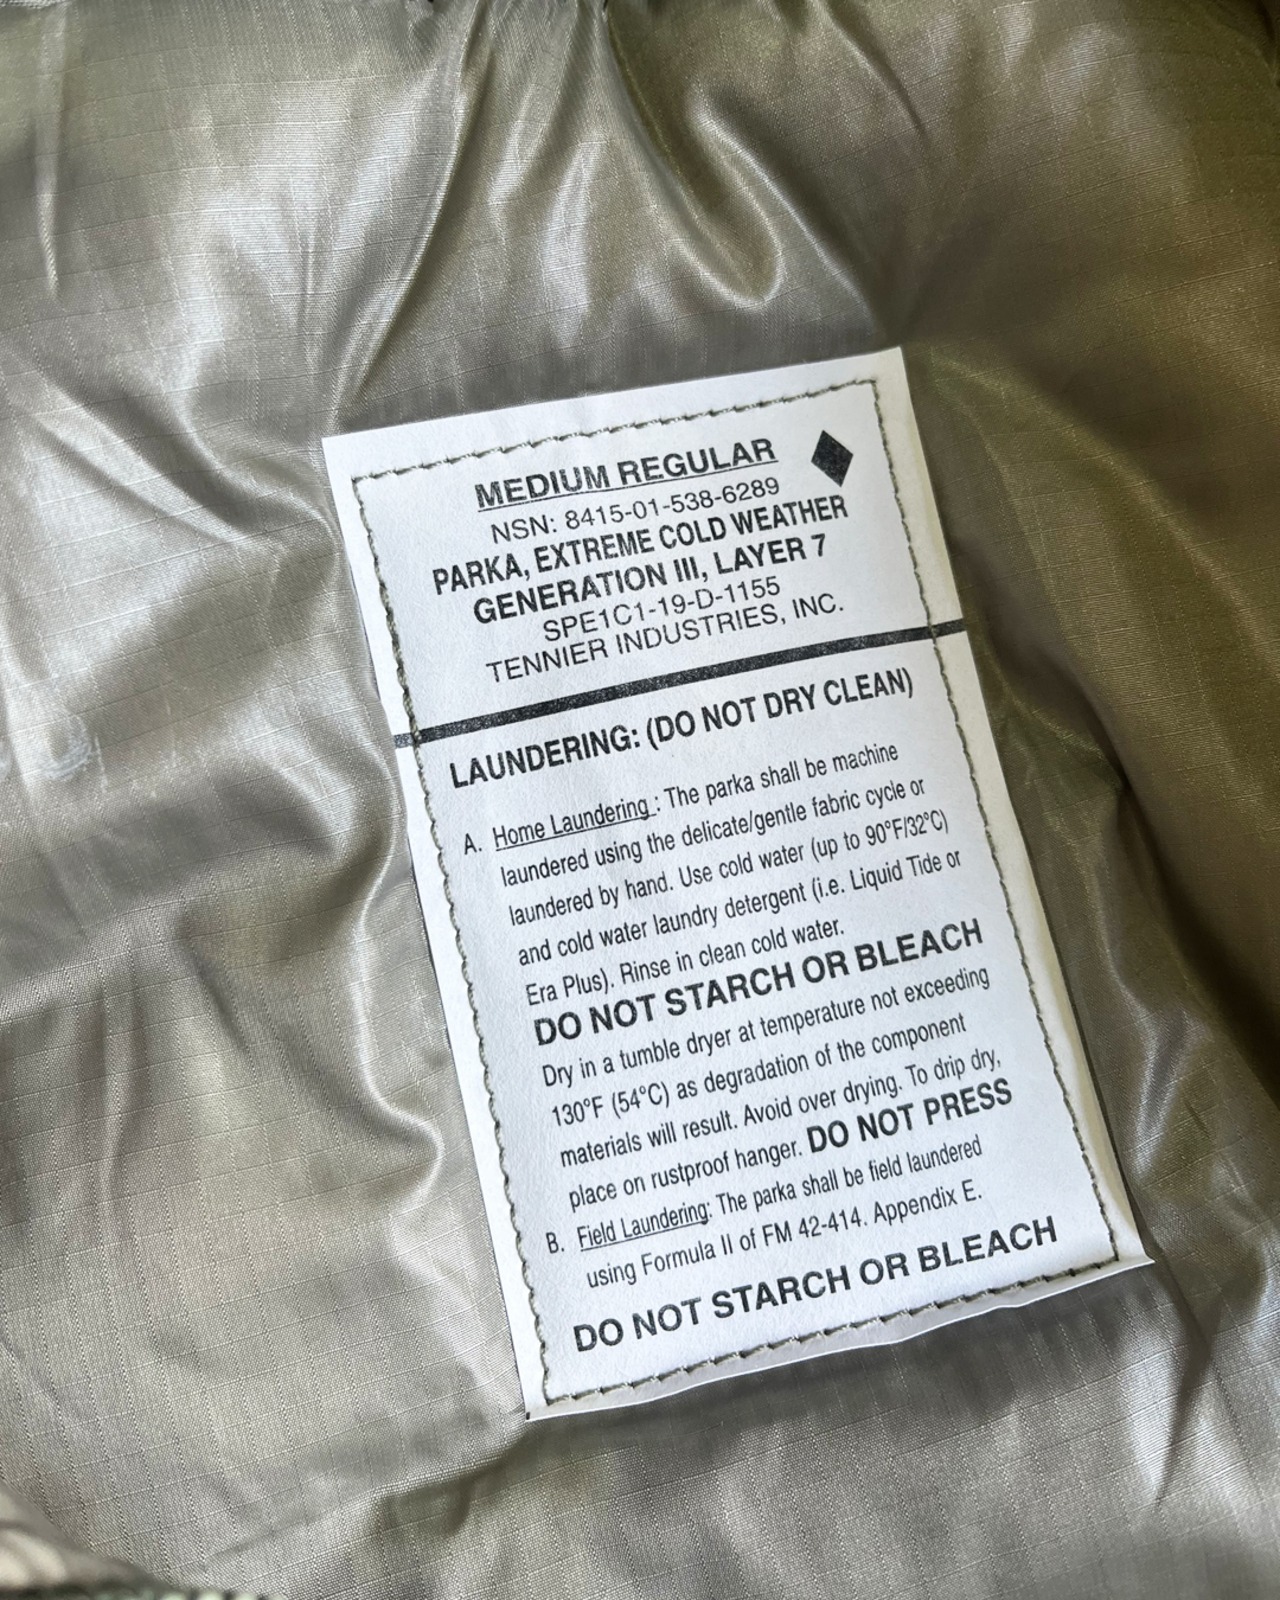 MEDIUM REGULAR
NSN: 8415-01-538-6289
PARKA, EXTREME COLD WEATHER
GENERATION III, LAYER 7
SPE1C1-19-D-1155
TENNIER INDUSTRIES, INC.
LAUNDERING: (DO NOT DRY CLEAN)
A. Home Laundering : The parka shall be machine
laundered using the delicate/gentle fabric cycle or
laundered by hand. Use cold water (up to 90°F/32°C)
and cold water laundry detergent (i.e. Liquid Tide or
Era Plus). Rinse in clean cold water.
DO NOT STARCH OR BLEACH
Dry in a tumble dryer at temperature not exceeding
130°F (54°C) as degradation of the component
materials will result. Avoid over drying. To drip dry,
place on rustproof hanger. DO NOT PRESS
B. Field Laundering: The parka shall be field laundered
using Formula II of FM 42-414. Appendix E.
DO NOT STARCH OR BLEACH